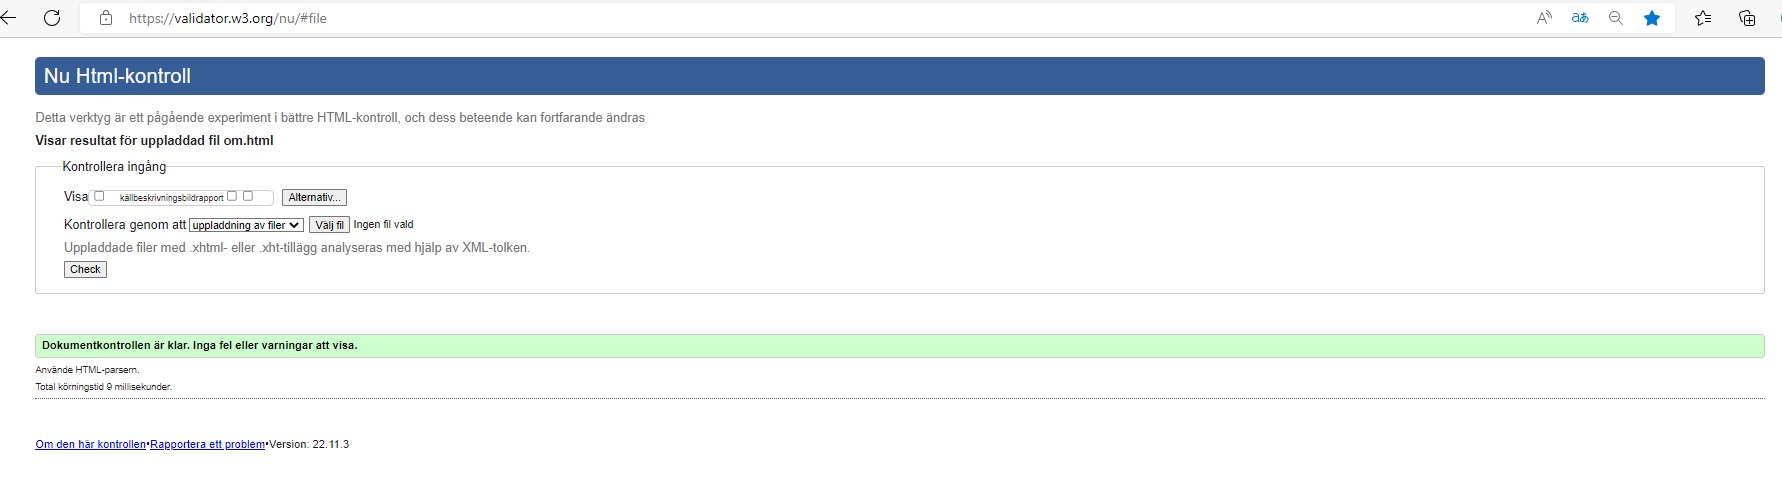 https://validator.w3.org/nu/#file
Nu Html-kontroll
Detta verktyg är ett pågående experiment i bättre HTML-kontroll, och dess beteende kan fortfarande ändras
Visar resultat för uppladdad fil om.html
Kontrollera ingång
Visa källbeskrivningsbildrapport Alternativ...
Kontrollera genom att uppladdning av filer Välj fil Ingen fil vald
Uppladdade filer med .xhtml- eller .xht-tillägg analyseras med hjälp av XML-tolken.
Check
Dokumentkontrollen är klar. Inga fel eller varningar att visa.
Använde HTML-parsern.
Total körningstid 9 millisekunder.
Om den här kontrollen•Rapportera ett problem•Version: 22.11.3